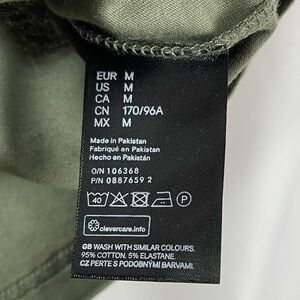 EUR M
US M
CA M
CN 170/96A
MX M
Made in Pakistan
Fabriqué en Pakistan
Hecho en Pakistán
O/N 106368
P/N 0887659 2
40
P
clevercare.info
GB WASH WITH SIMILAR COLOURS.
95% COTTON. 5% ELASTANE.
CZ PERTE S PODOBNÝMI BARVAMI.